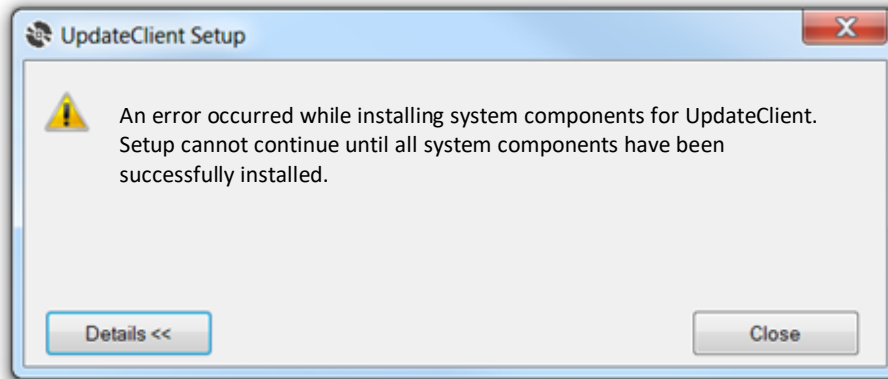 UpdateClient Setup
An error occurred while installing system components for UpdateClient.
Setup cannot continue until all system components have been
successfully installed.
Details <<
Close